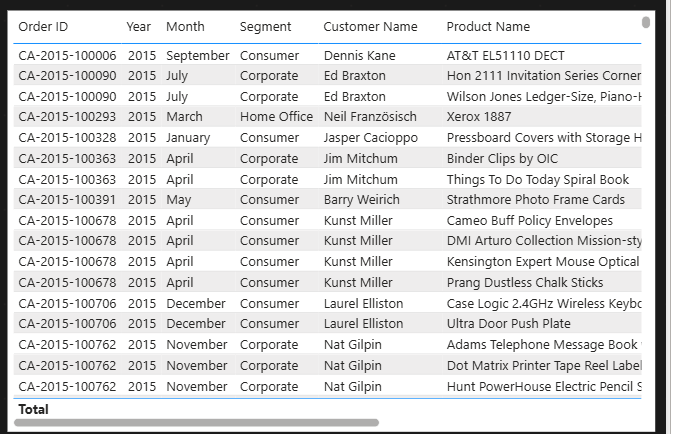 Order ID Year Month Segment Customer Name Product Name
CA-2015-100006 2015 September Consumer Dennis Kane AT&T EL51110 DECT
CA-2015-100090 2015 July Corporate Ed Braxton Hon 2111 Invitation Series Corner
CA-2015-100090 2015 July Corporate Ed Braxton Wilson Jones Ledger-Size, Piano-
CA-2015-100293 2015 March Home Office Neil Französisch Xerox 1887
CA-2015-100328 2015 January Consumer Jasper Cacioppo Pressboard Covers with Storage H
CA-2015-100363 2015 April Corporate Jim Mitchum Binder Clips by OIC
CA-2015-100363 2015 April Corporate Jim Mitchum Things To Do Today Spiral Book
CA-2015-100391 2015 May Consumer Barry Weirich Strathmore Photo Frame Cards
CA-2015-100678 2015 April Consumer Kunst Miller Cameo Buff Policy Envelopes
CA-2015-100678 2015 April Consumer Kunst Miller DMI Arturo Collection Mission-sty
CA-2015-100678 2015 April Consumer Kunst Miller Kensington Expert Mouse Optical
CA-2015-100678 2015 April Consumer Kunst Miller Prang Dustless Chalk Sticks
CA-2015-100706 2015 December Consumer Laurel Elliston Case Logic 2.4GHz Wireless Keybo
CA-2015-100706 2015 December Consumer Laurel Elliston Ultra Door Push Plate
CA-2015-100762 2015 November Corporate Nat Gilpin Adams Telephone Message Book
CA-2015-100762 2015 November Corporate Nat Gilpin Dot Matrix Printer Tape Reel Label
CA-2015-100762 2015 November Corporate Nat Gilpin Hunt PowerHouse Electric Pencil S
Total